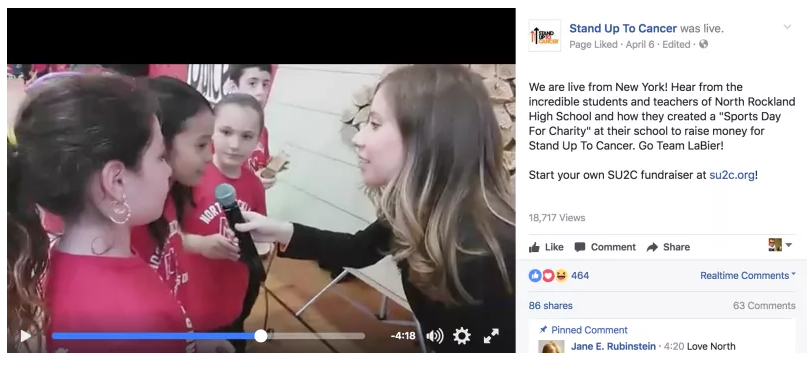 Stand Up To Cancer was live.
Page Liked · April 6 · Edited ·
STAND
UP TO
CANCER
We are live from New York! Hear from the
incredible students and teachers of North Rockland
High School and how they created a "Sports Day
For Charity" at their school to raise money for
Stand Up To Cancer. Go Team LaBier!
Start your own SU2C fundraiser at su2c.org!
18,717 Views
Like Comment Share
464 Realtime Comments
86 shares 63 Comments
Pinned Comment
Jane E. Rubinstein · 4:20 Love North
-4:18